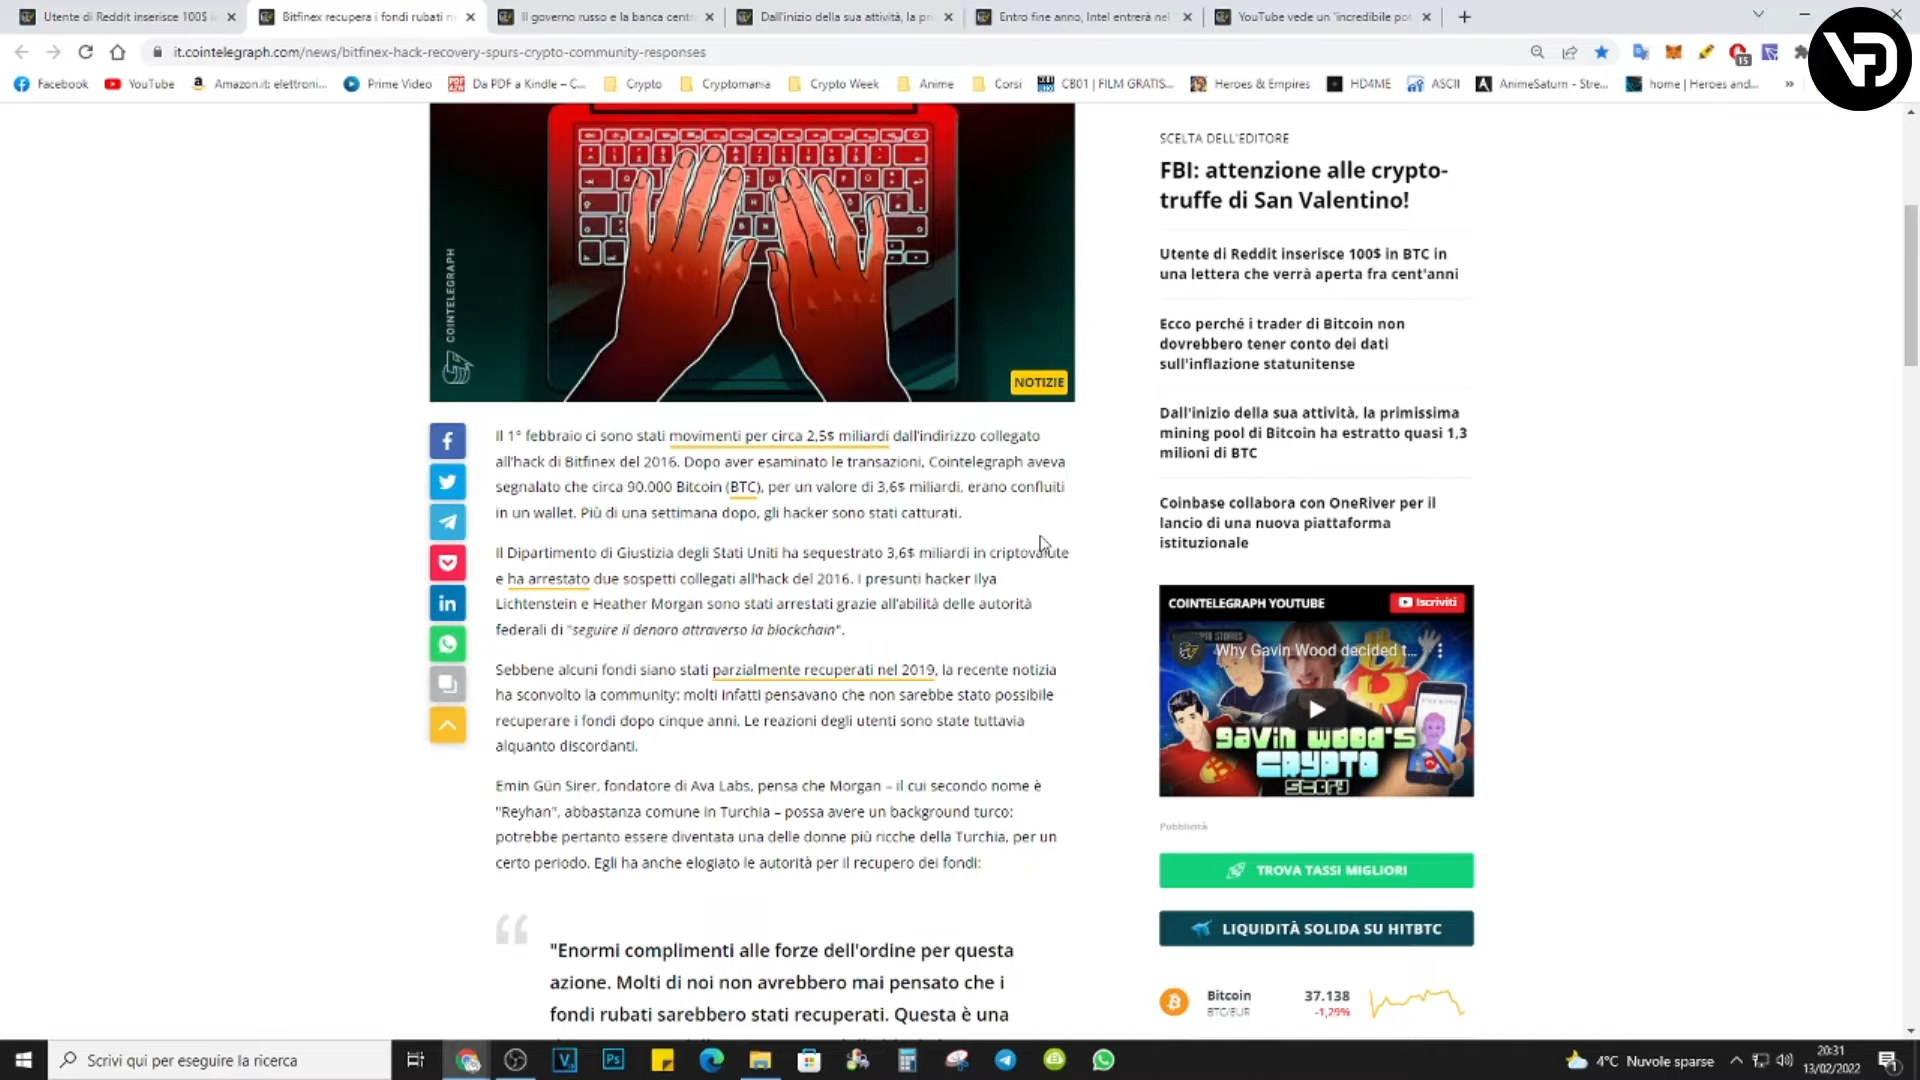 Utente di Reddit inserisce 100$ i
Bitfinex recupera i fondi rubati n
Il governo russo e la banca centr
Dall'inizio della sua attività, la pr
Entro fine anno, Intel entrerà nel
YouTube vede un 'incredibile po
it.cointelegraph.com/news/bitfinex-hack-recovery-spurs-crypto-community-responses
15
Facebook
YouTube
Amazon.it: elettroni...
Prime Video
Da PDF a Kindle – C...
Crypto
Cryptomania
Crypto Week
Anime
Corsi
CB01 | FILM GRATIS...
Heroes & Empires
HD4ME
ASCII
AnimeSaturn - Stre...
home | Heroes and...
»
COINTELEGRAPH
NOTIZIE
Il 1° febbraio ci sono stati movimenti per circa 2,5$ miliardi dall'indirizzo collegato
all'hack di Bitfinex del 2016. Dopo aver esaminato le transazioni, Cointelegraph aveva
segnalato che circa 90.000 Bitcoin (BTC), per un valore di 3,6$ miliardi, erano confluiti
in un wallet. Più di una settimana dopo, gli hacker sono stati catturati.
Il Dipartimento di Giustizia degli Stati Uniti ha sequestrato 3,6$ miliardi in criptovalute
e ha arrestato due sospetti collegati all'hack del 2016. I presunti hacker Ilya
Lichtenstein e Heather Morgan sono stati arrestati grazie all'abilità delle autorità
federali di "seguire il denaro attraverso la blockchain".
Sebbene alcuni fondi siano stati parzialmente recuperati nel 2019, la recente notizia
ha sconvolto la community: molti infatti pensavano che non sarebbe stato possibile
recuperare i fondi dopo cinque anni. Le reazioni degli utenti sono state tuttavia
alquanto discordanti.
Emin Gün Sirer, fondatore di Ava Labs, pensa che Morgan – il cui secondo nome è
"Reyhan", abbastanza comune in Turchia – possa avere un background turco:
potrebbe pertanto essere diventata una delle donne più ricche della Turchia, per un
certo periodo. Egli ha anche elogiato le autorità per il recupero dei fondi:
"Enormi complimenti alle forze dell'ordine per questa
azione. Molti di noi non avrebbero mai pensato che i
fondi rubati sarebbero stati recuperati. Questa è una
SCELTA DELL'EDITORE
FBI: attenzione alle crypto-
truffe di San Valentino!
Utente di Reddit inserisce 100$ in BTC in
una lettera che verrà aperta fra cent'anni
Ecco perché i trader di Bitcoin non
dovrebbero tener conto dei dati
sull'inflazione statunitense
Dall'inizio della sua attività, la primissima
mining pool di Bitcoin ha estratto quasi 1,3
milioni di BTC
Coinbase collabora con OneRiver per il
lancio di una nuova piattaforma
istituzionale
COINTELEGRAPH YOUTUBE
Iscriviti
Why Gavin Wood decided t...
GAVIN WOOD'S
CRYPTO
STORY
Pubblicità
TROVA TASSI MIGLIORI
LIQUIDITÀ SOLIDA SU HITBTC
Bitcoin 37.138
BTC/EUR -1,29%
Scrivi qui per eseguire la ricerca
4°C Nuvole sparse
20:31
13/02/2022